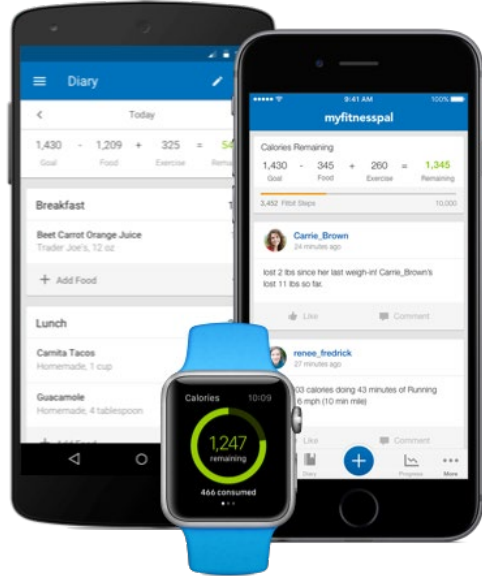 Diary
Today
1,430 - 1,209 + 325 =
Goal Food Exercise
Breakfast
Beet Carrot Orange Juice
Trader Joe's, 12 oz
+ Add Food
Lunch
Carnita Tacos
Homemade, 1 cup
Guacamole
Homemade, 4 tablespoon
9:41 AM 100%
myfitnesspal
Calories Remaining
1,430 - 345 + 260 = 1,345
Goal Food Exercise Remaining
3,452 Fitbit Steps 10,000
Carrie_Brown
24 minutes ago
lost 2 lbs since her last weigh-in! Carrie_Brown's
lost 11 lbs so far.
Like Comment
renee_fredrick
27 minutes ago
03 calories doing 43 minutes of Running
6 mph (10 min mile)
Like Comment
Diary Progress More
Calories 10:09
1,247
remaining
466 consumed